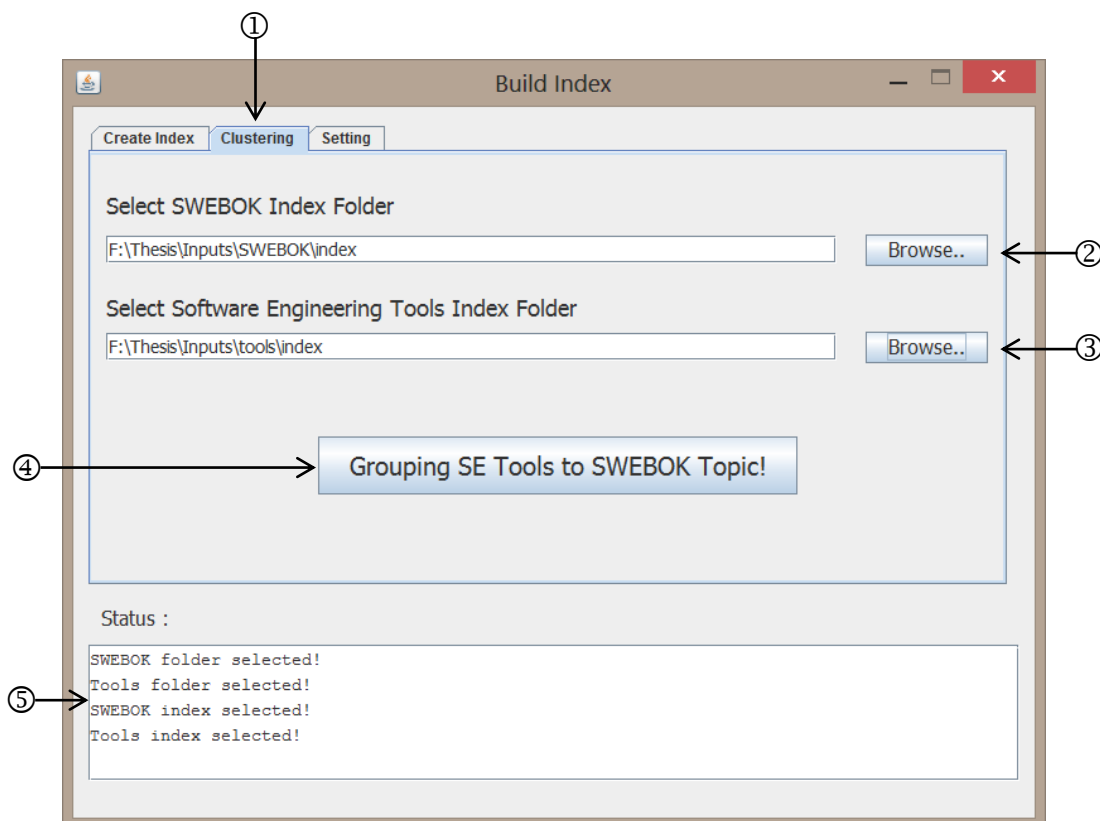 ①
Build Index
Create Index Clustering Setting
Select SWEBOK Index Folder
F:\Thesis\Inputs\SWEBOK\index Browse.. ②
Select Software Engineering Tools Index Folder
F:\Thesis\Inputs\tools\index Browse.. ③
④ Grouping SE Tools to SWEBOK Topic!
Status :
SWEBOK folder selected!
Tools folder selected!
⑤ SWEBOK index selected!
Tools index selected!